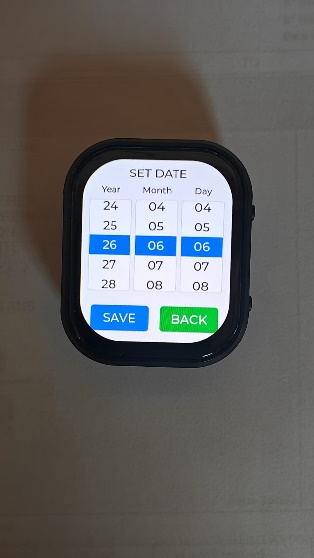 SET DATE
Year Month Day
24 04 04
25 05 05
26 06 06
27 07 07
28 08 08
SAVE BACK